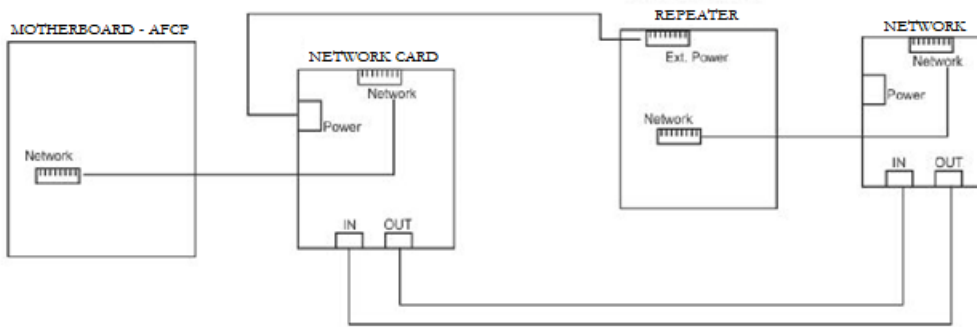 MOTHERBOARD - AFCP
Network
NETWORK CARD
Network
Power
IN OUT
REPEATER
Ext. Power
Network
NETWORK
Network
Power
IN OUT